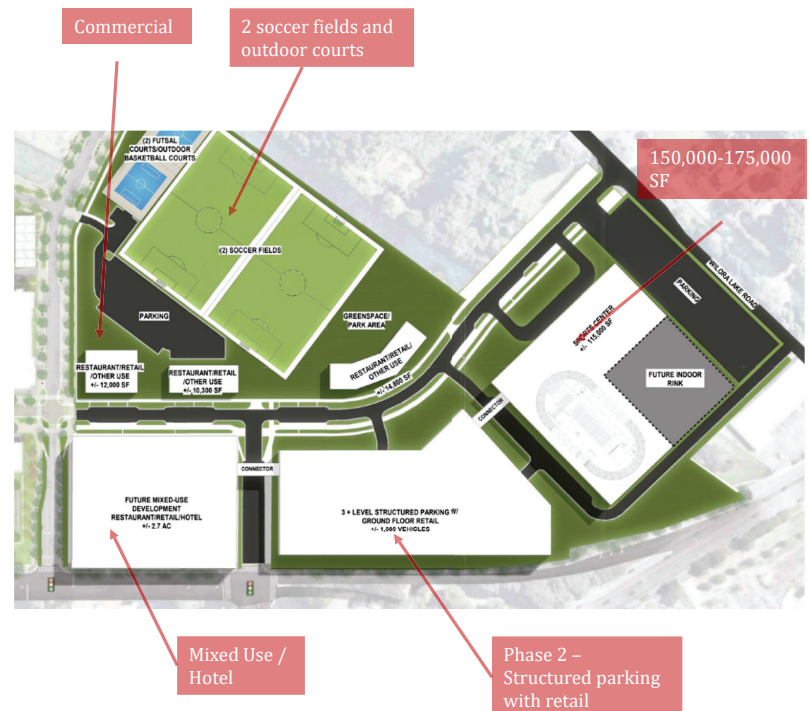 Commercial
2 soccer fields and
outdoor courts
150,000-175,000
SF
(2) FUTSAL
COURTS/OUTDOOR
BASKETBALL COURTS
(2) SOCCER FIELDS
PARKING
GREENSPACE/
PARK AREA
RESTAURANT/RETAIL
/OTHER USE
+/- 12,000 SF
RESTAURANT/RETAIL
/OTHER USE
+/- 10,300 SF
RESTAURANT/RETAIL/
OTHER USE
+/- 14,800 SF
SPORTS CENTER
+/- 115,000 SF
PARKING
WILORA LAKE ROAD
FUTURE INDOOR
RINK
CONNECTOR
CONNECTOR
FUTURE MIXED-USE
DEVELOPMENT
RESTAURANT/RETAIL/HOTEL
+/- 2.7 AC
3 + LEVEL STRUCTURED PARKING W/
GROUND FLOOR RETAIL
+/- 1,000 VEHICLES
Mixed Use /
Hotel
Phase 2 –
Structured parking
with retail